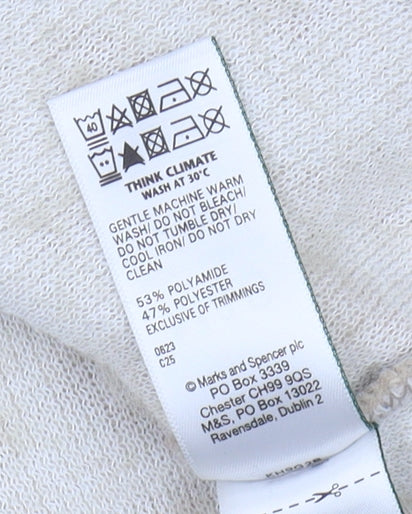 40
THINK CLIMATE
WASH AT 30°C
GENTLE MACHINE WARM
WASH/ DO NOT BLEACH/
DO NOT TUMBLE DRY/
COOL IRON/ DO NOT DRY
CLEAN
53% POLYAMIDE
47% POLYESTER
EXCLUSIVE OF TRIMMINGS
0623
C25
© Marks and Spencer plc
PO Box 3339
Chester CH99 9QS
M&S, PO Box 13022
Ravensdale, Dublin 2